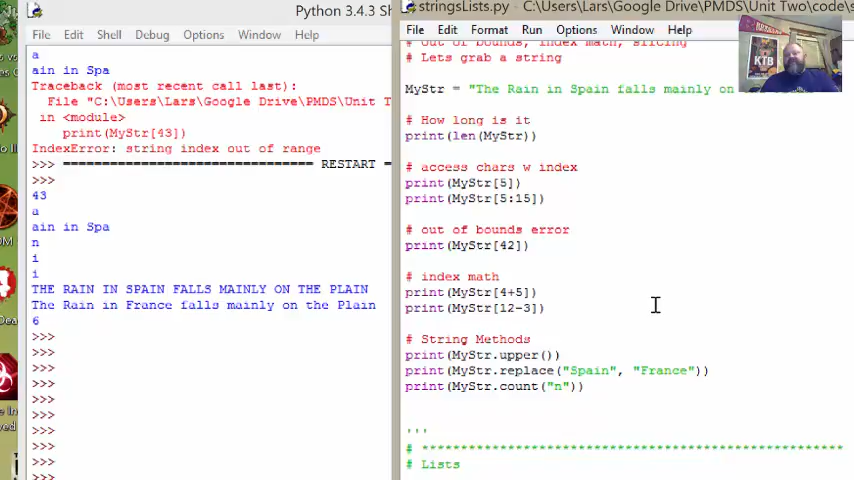 Python 3.4.3 Sh
File Edit Shell Debug Options Window Help
a
ain in Spa
Traceback (most recent call last):
File "C:\Users\Lars\Google Drive\PMDS\Unit T
in <module>
print(MyStr[43])
IndexError: string index out of range
>>> ================================ RESTART =
>>>
43
a
ain in Spa
n
i
i
THE RAIN IN SPAIN FALLS MAINLY ON THE PLAIN
The Rain in France falls mainly on the Plain
6
>>>
>>>
>>>
>>>
>>>
>>>
>>>
>>>
>>>
>>>
stringsLists.py - C:\Users\Lars\Google Drive\PMDS\Unit Two\code\s
File Edit Format Run Options Window Help
# Out of bounds, index math, slicing
# Lets grab a string
MyStr = "The Rain in Spain falls mainly on
# How long is it
print(len(MyStr))
# access chars w index
print(MyStr[5])
print(MyStr[5:15])
# out of bounds error
print(MyStr[42])
# index math
print(MyStr[4+5])
print(MyStr[12-3])
# String Methods
print(MyStr.upper())
print(MyStr.replace("Spain", "France"))
print(MyStr.count("n"))
'''
# ******************************************************
# Lists
KTB